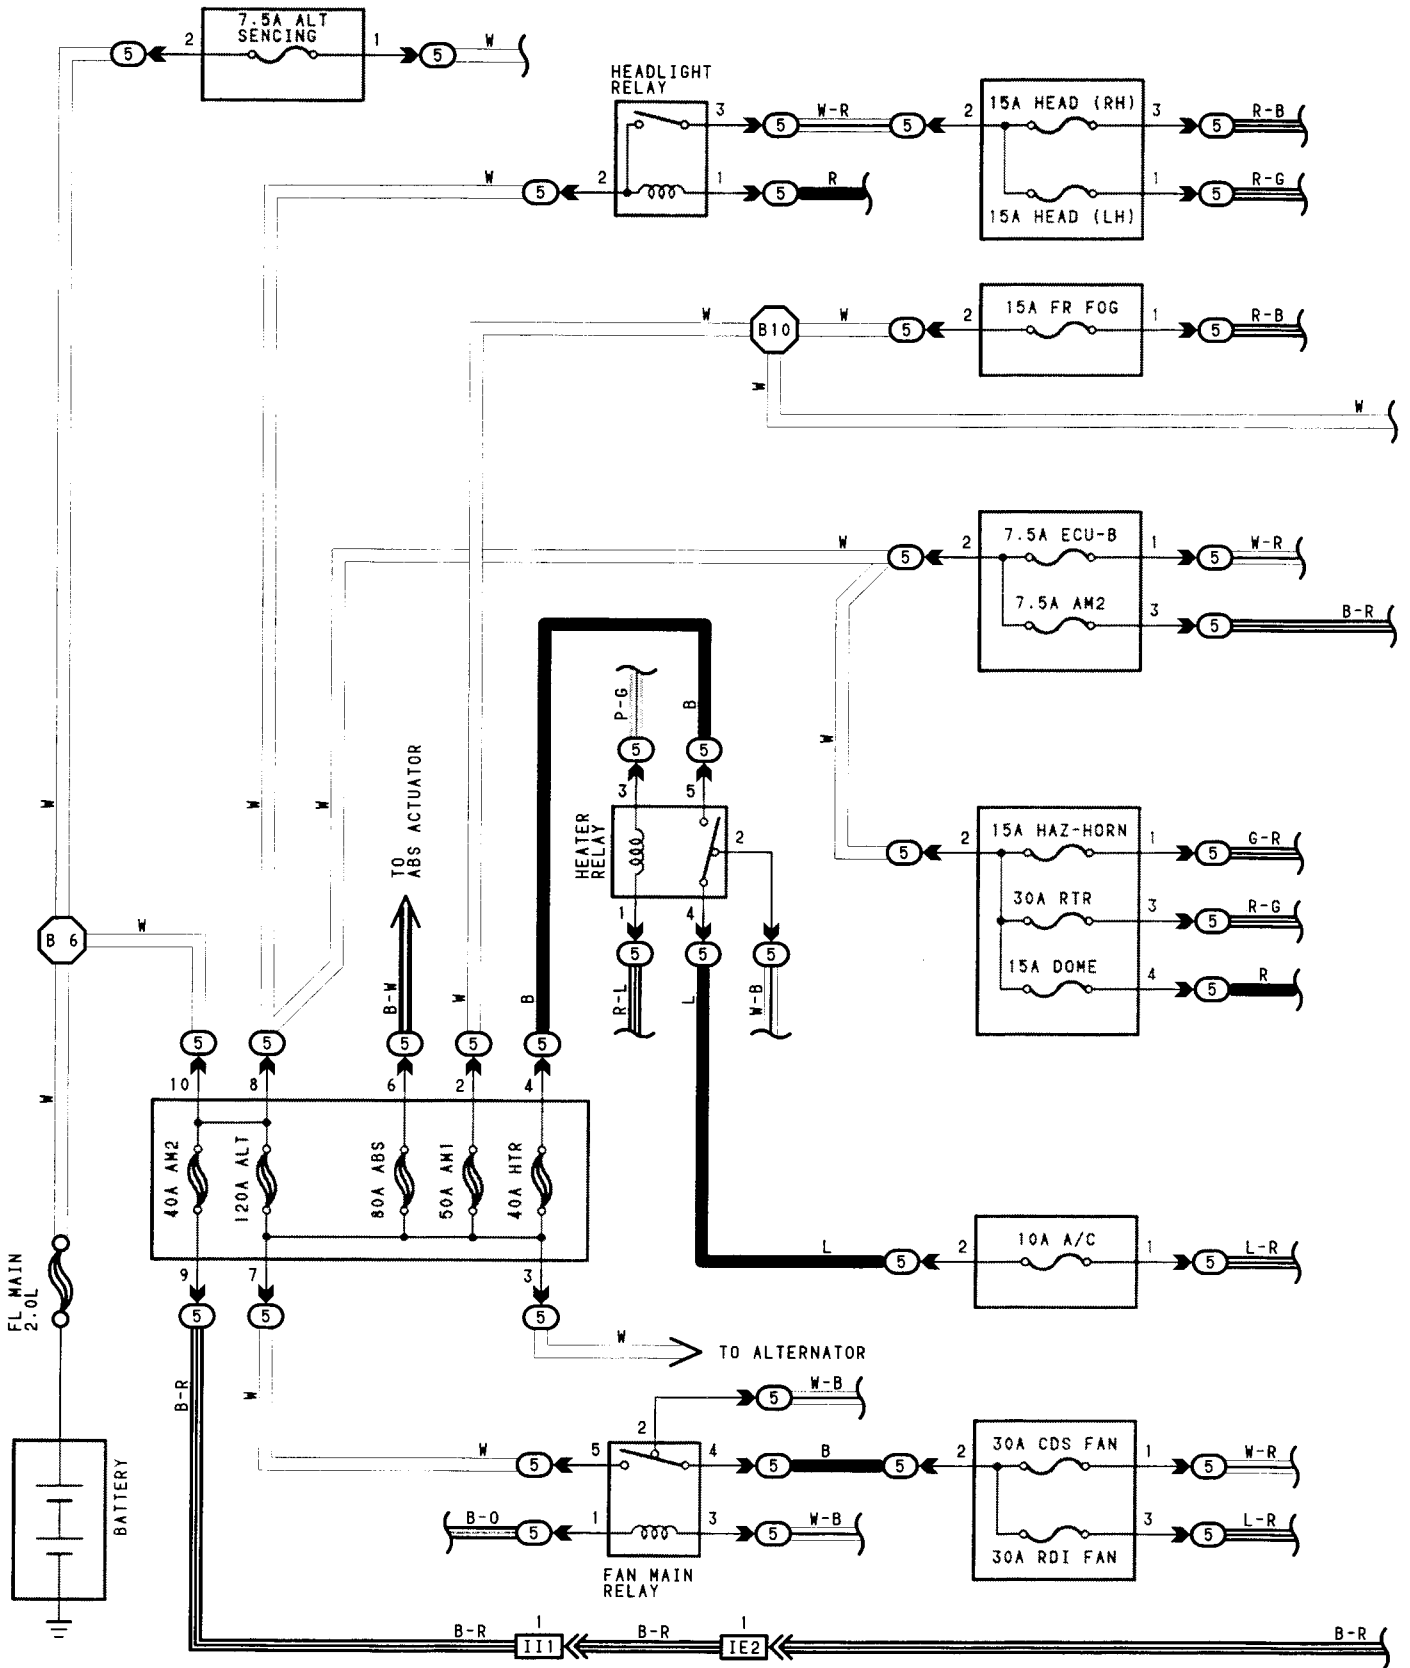 7.5A ALT
SENCING
5 2 1 5 W
HEADLIGHT
RELAY
3 5 W-R 5 2 15A HEAD (RH) 3 5 R-B
W 5 2 1 5 R 15A HEAD (LH) 1 5 R-G
W B10 W 5 2 15A FR FOG 1 5 R-B
W
W
W 5 2 7.5A ECU-B 1 5 W-R
7.5A AM2 3 5 B-R
P-G B
5 5
W
3 5
HEATER
RELAY
2
1 4
5 5 5
R-L L W-B
5 2 15A HAZ-HORN 1 5 G-R
30A RTR 3 5 R-G
15A DOME 4 5 R
W W W
TO
ABS ACTUATOR
B 6 W
B-W W B
5 5 5 5 5
10 8 6 2 4
W
40A AM2
120A ALT
80A ABS
50A AM1
40A HTR
9 7 3
5 5 5
FL MAIN
2.0L
L 5 2 10A A/C 1 5 L-R
W TO ALTERNATOR
B-R W
5 W-B
2
W 5 5 4 5 B 5 2 30A CDS FAN 1 5 W-R
B-O 5 1 3 5 W-B 30A RDI FAN 3 5 L-R
FAN MAIN
RELAY
BATTERY
B-R 1 II1 B-R 1 IE2 B-R